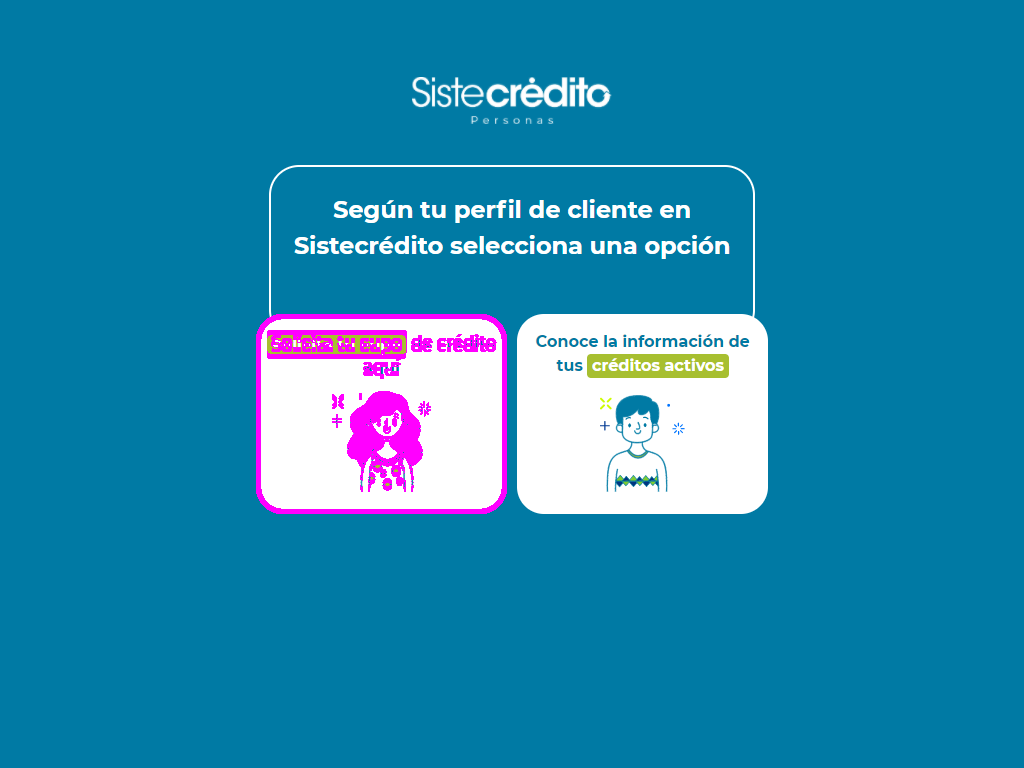 Sistecrédito
Personas
Según tu perfil de cliente en
Sistecrédito selecciona una opción
Solicita tu cupo de crédito
aquí
Conoce la información de
tus créditos activos